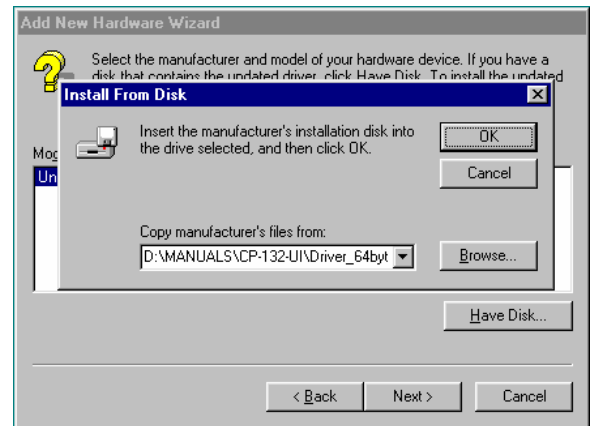 Add New Hardware Wizard
Select the manufacturer and model of your hardware device. If you have a
disk that contains the updated driver, click Have Disk. To install the updated
Install From Disk
Insert the manufacturer's installation disk into
the drive selected, and then click OK.
OK
Cancel
Un
Copy manufacturer's files from:
D:\MANUALS\CP-132-UI\Driver_64byt
Browse...
Have Disk...
< Back
Next >
Cancel